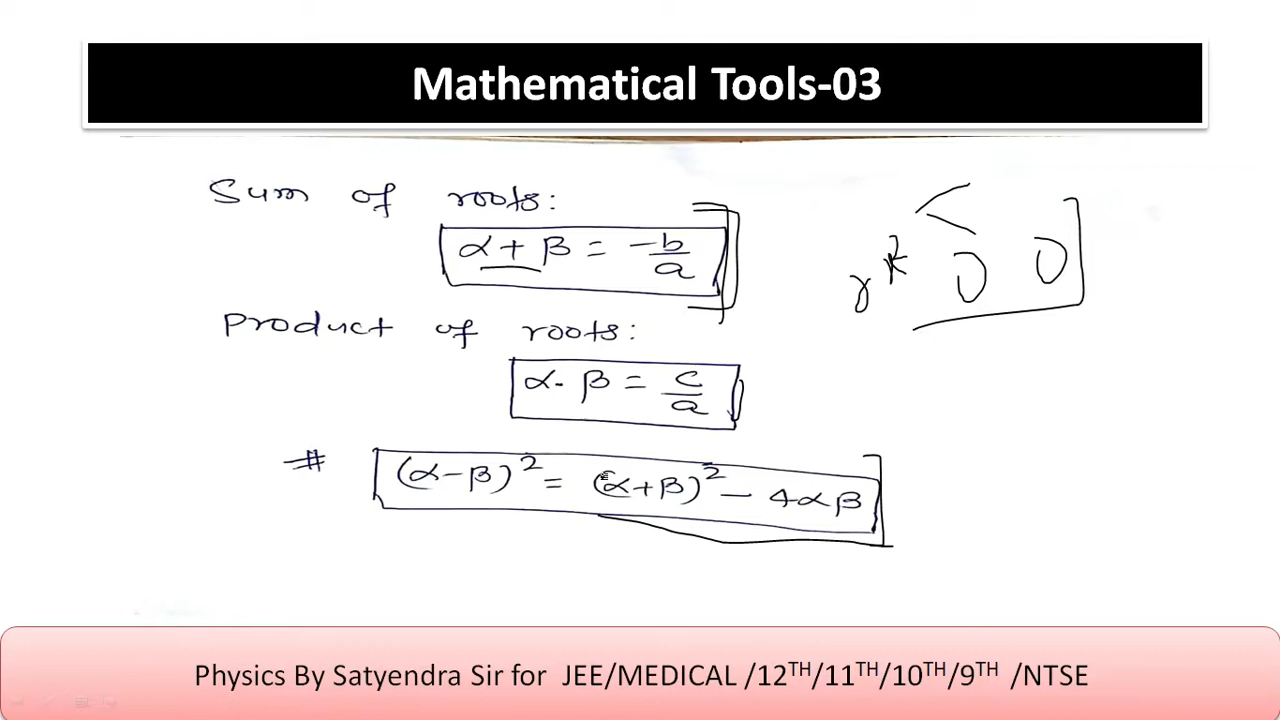 Mathematical Tools-03
Sum of roots:
α + β = -b/a
Product of roots:
α. β = c/a
# (α-β)² = (α+β)² - 4αβ
Physics By Satyendra Sir for JEE/MEDICAL /12TH/11TH/10TH/9TH /NTSE